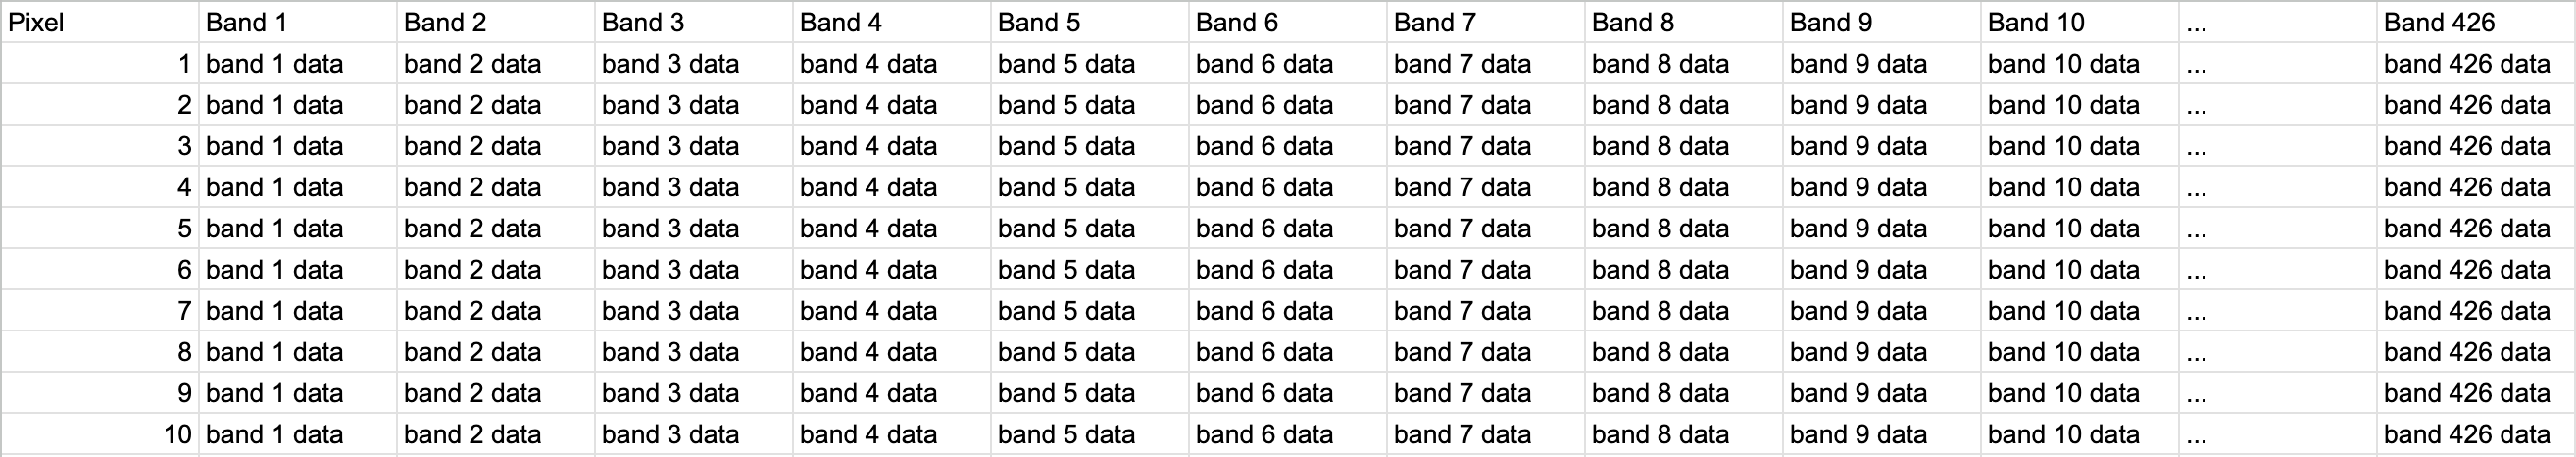 Pixel Band 1 Band 2 Band 3 Band 4 Band 5 Band 6 Band 7 Band 8 Band 9 Band 10 ... Band 426
1 band 1 data band 2 data band 3 data band 4 data band 5 data band 6 data band 7 data band 8 data band 9 data band 10 data ... band 426 data
2 band 1 data band 2 data band 3 data band 4 data band 5 data band 6 data band 7 data band 8 data band 9 data band 10 data ... band 426 data
3 band 1 data band 2 data band 3 data band 4 data band 5 data band 6 data band 7 data band 8 data band 9 data band 10 data ... band 426 data
4 band 1 data band 2 data band 3 data band 4 data band 5 data band 6 data band 7 data band 8 data band 9 data band 10 data ... band 426 data
5 band 1 data band 2 data band 3 data band 4 data band 5 data band 6 data band 7 data band 8 data band 9 data band 10 data ... band 426 data
6 band 1 data band 2 data band 3 data band 4 data band 5 data band 6 data band 7 data band 8 data band 9 data band 10 data ... band 426 data
7 band 1 data band 2 data band 3 data band 4 data band 5 data band 6 data band 7 data band 8 data band 9 data band 10 data ... band 426 data
8 band 1 data band 2 data band 3 data band 4 data band 5 data band 6 data band 7 data band 8 data band 9 data band 10 data ... band 426 data
9 band 1 data band 2 data band 3 data band 4 data band 5 data band 6 data band 7 data band 8 data band 9 data band 10 data ... band 426 data
10 band 1 data band 2 data band 3 data band 4 data band 5 data band 6 data band 7 data band 8 data band 9 data band 10 data ... band 426 data